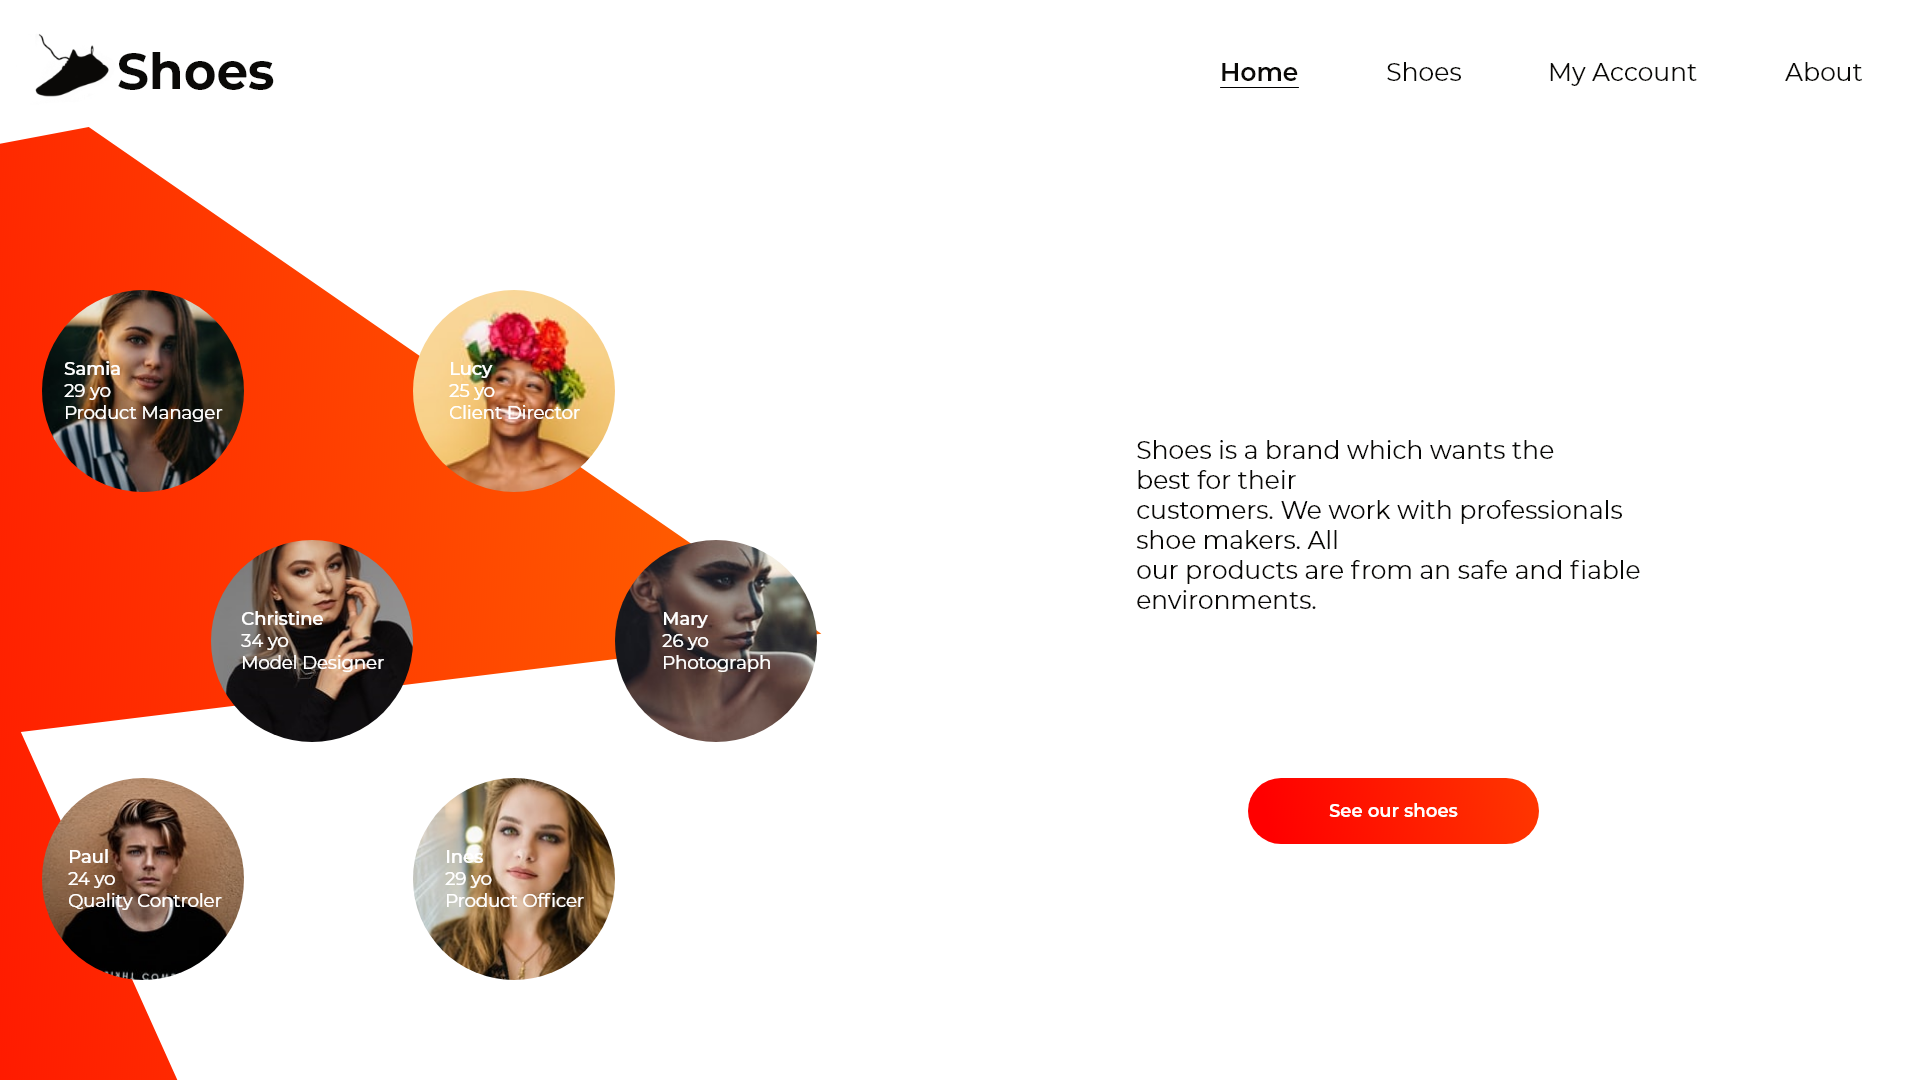 Shoes
Home
Shoes
My Account
About
Samia
29 yo
Product Manager
Lucy
25 yo
Client Director
Christine
34 yo
Model Designer
Mary
26 yo
Photograph
Paul
24 yo
Quality Controler
Ines
29 yo
Product Officer
Shoes is a brand which wants the
best for their
customers. We work with professionals
shoe makers. All
our products are from an safe and fiable
environments.
See our shoes